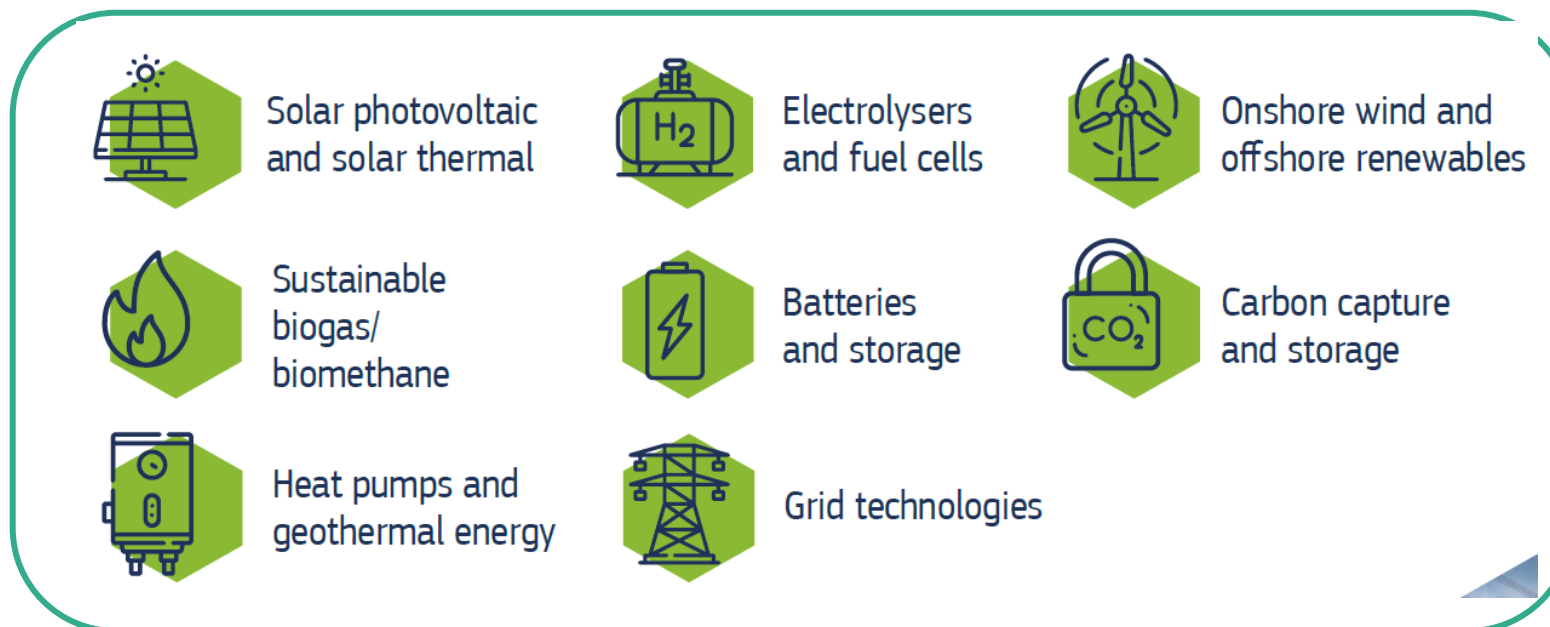 Solar photovoltaic
and solar thermal
H2
Electrolysers
and fuel cells
Onshore wind and
offshore renewables
Sustainable
biogas/
biomethane
Batteries
and storage
CO2
Carbon capture
and storage
Heat pumps and
geothermal energy
Grid technologies